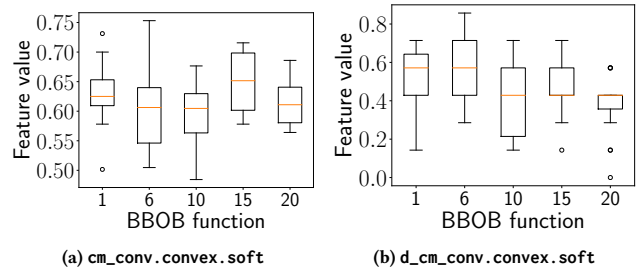 0.75
0.70
0.65
0.60
0.55
0.50
Feature value
1 6 10 15 20
BBOB function
(a) cm_conv.convex.soft
0.8
0.6
0.4
0.2
0.0
Feature value
1 6 10 15 20
BBOB function
(b) d_cm_conv.convex.soft